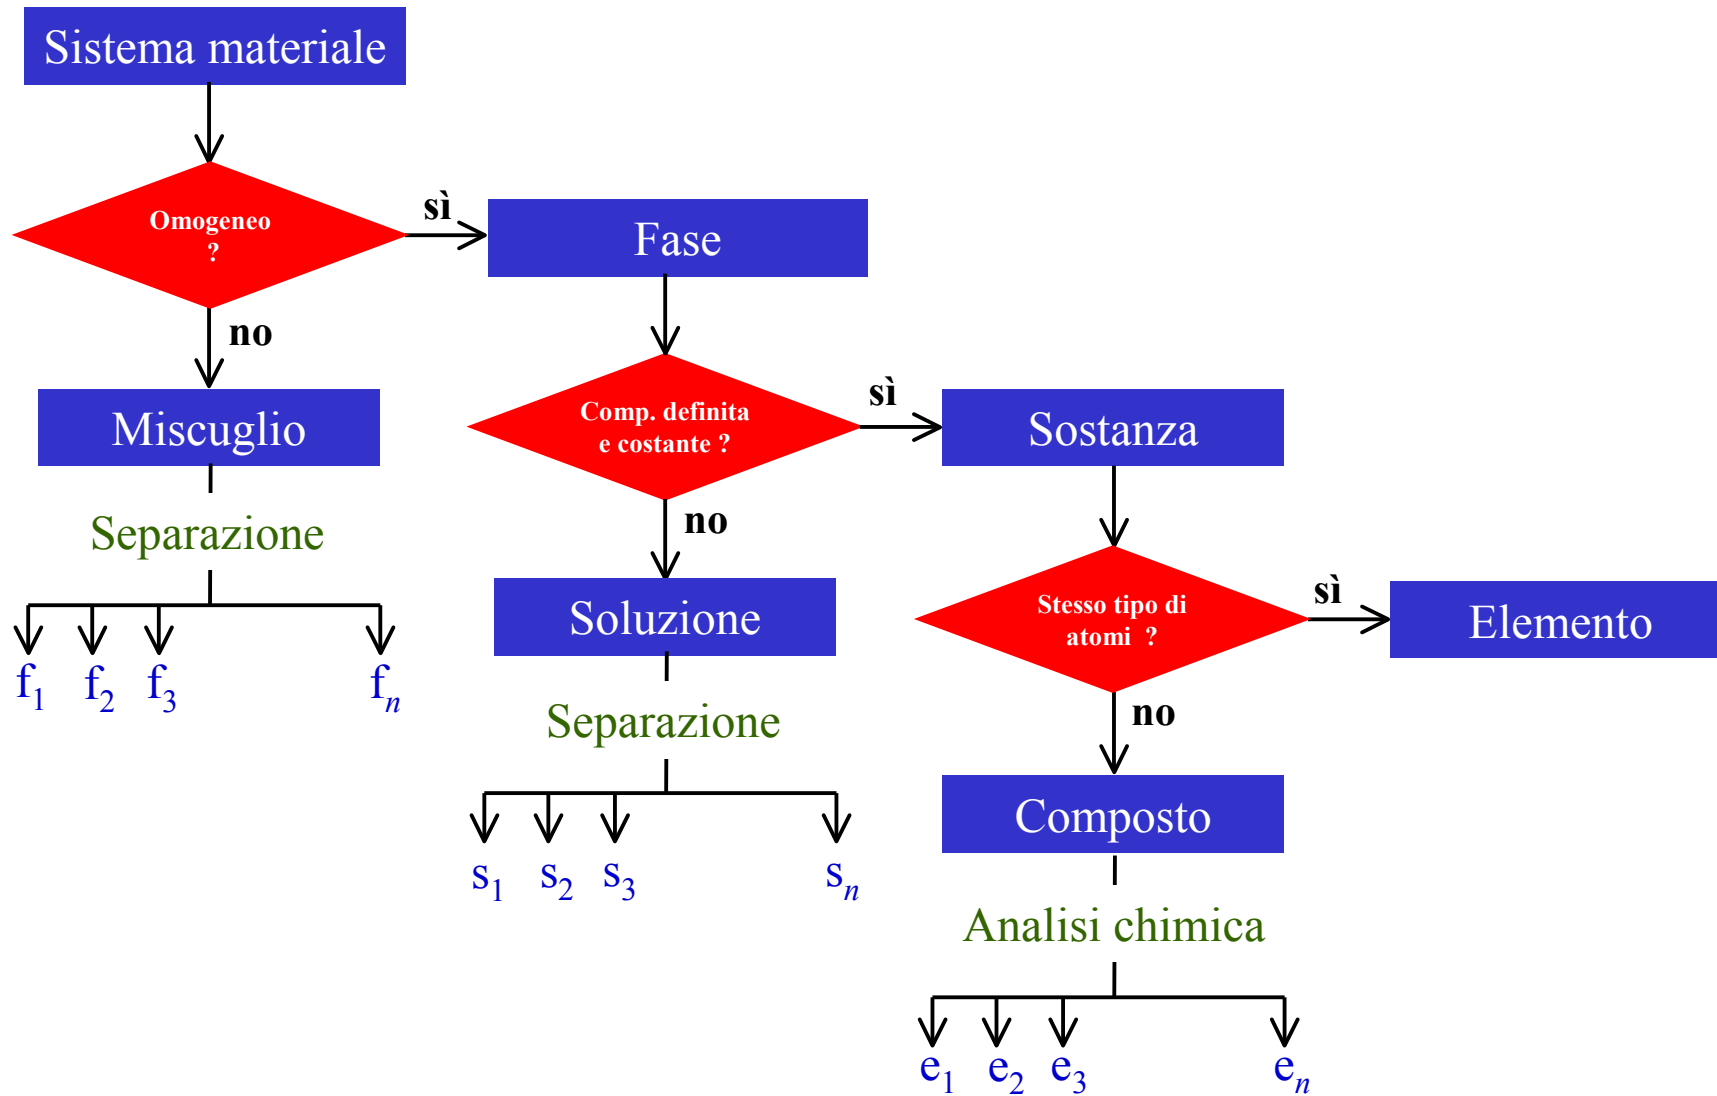 Sistema materiale
Omogeneo
?
sì
Fase
no
Miscuglio
Comp. definita
e costante ?
sì
Sostanza
Separazione
no
f1 f2 f3 fn
Soluzione
Stesso tipo di
atomi ?
sì
Elemento
Separazione
no
s1 s2 s3 sn
Composto
Analisi chimica
e1 e2 e3 en